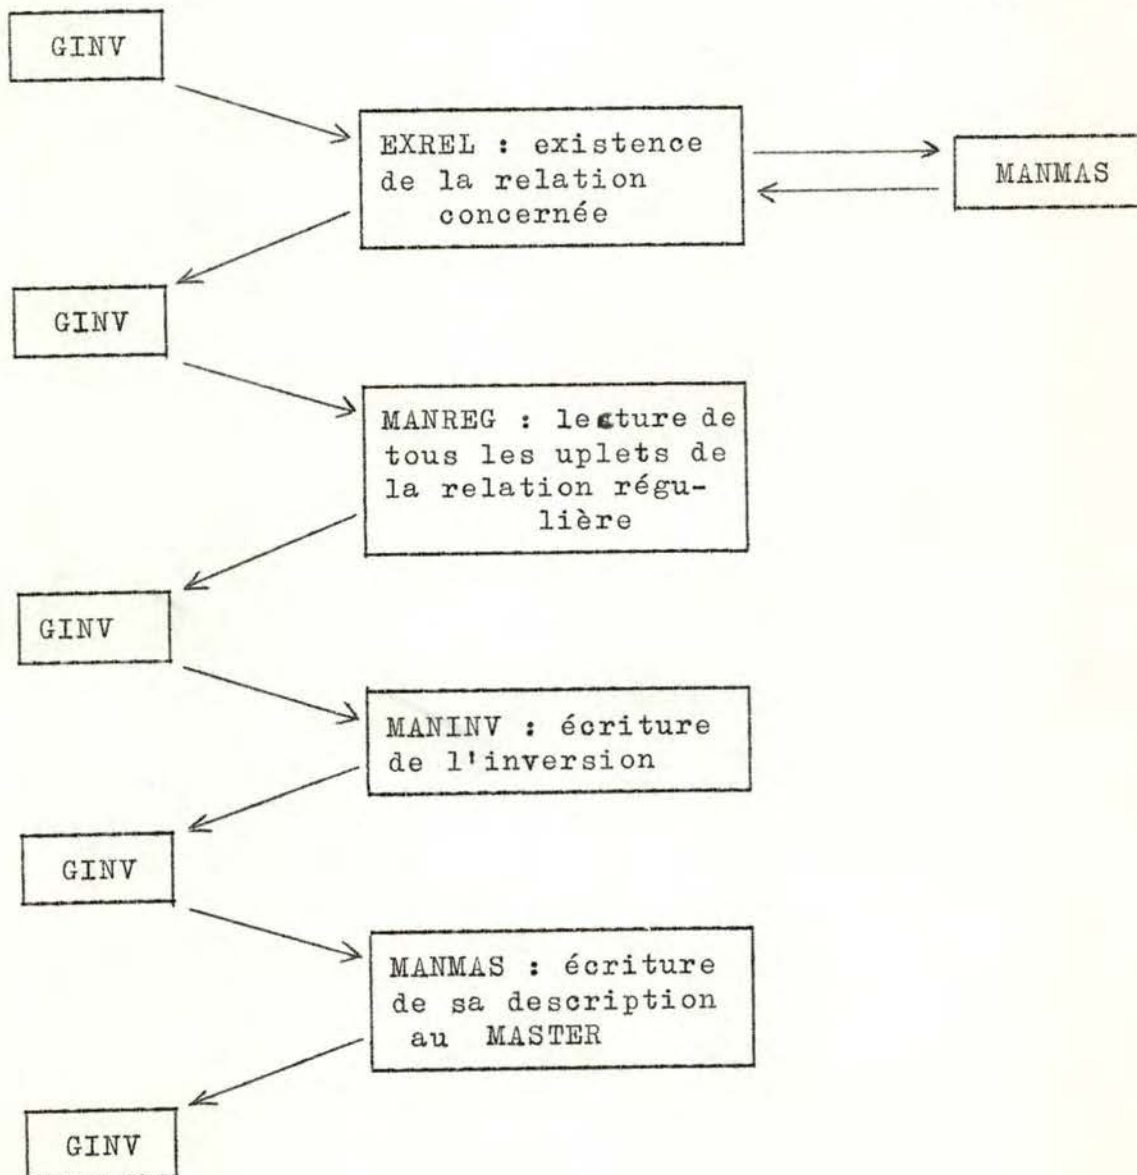 GINV
EXREL : existence
de la relation
concernée
MANMAS
GINV
MANREG : lecture de
tous les uplets de
la relation régu-
lière
GINV
MANINV : écriture
de l'inversion
GINV
MANMAS : écriture
de sa description
au MASTER
GINV